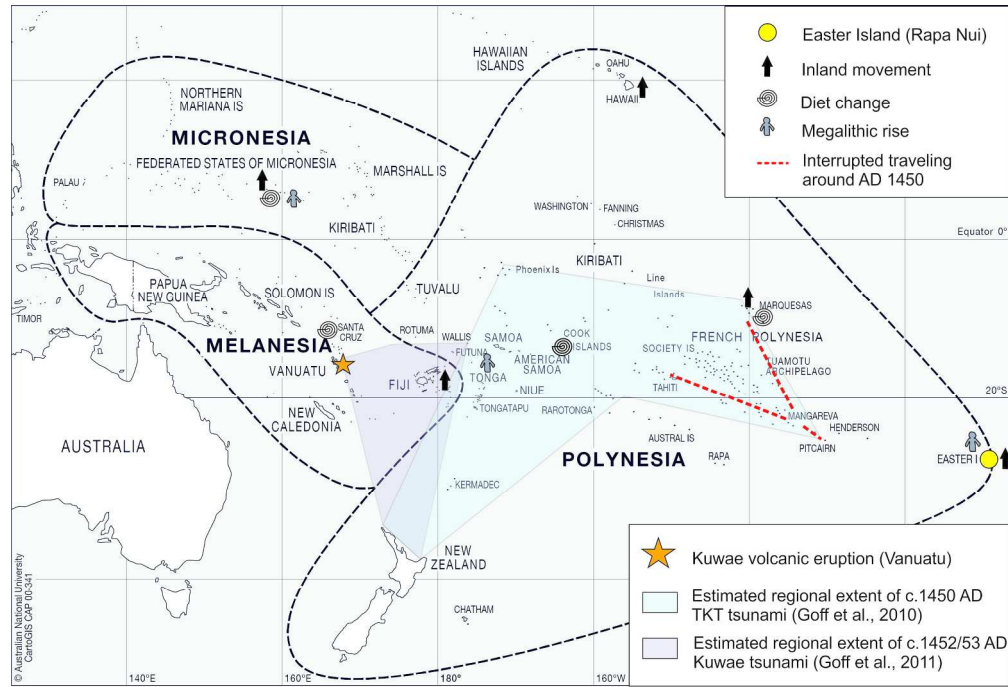 HAWAIIAN
ISLANDS
OAHU
HAWAII
NORTHERN
MARIANA IS
MICRONESIA
FEDERATED STATES OF MICRONESIA
MARSHALL IS
PALAU
KIRIBATI
WASHINGTON
FANNING
CHRISTMAS
Equator 0°
KIRIBATI
Phoenix Is
Line
Islands
PAPUA
NEW GUINEA
SOLOMON IS
TUVALU
MARQUESAS
TIMOR
SANTA
CRUZ
ROTUMA
WALLIS
SAMOA
COOK
ISLANDS
FRENCH
POLYNESIA
MELANESIA
FUTUNA
AMERICAN
SAMOA
SOCIETY IS
TUAMOTU
ARCHIPELAGO
VANUATU
FIJI
TONGA
NIUE
TAHITI
20°S
NEW
CALEDONIA
TONGATAPU
RAROTONGA
MANGAREVA
HENDERSON
PITCAIRN
AUSTRALIA
AUSTRAL IS
RAPA
POLYNESIA
EASTER I
KERMADEC
NEW
ZEALAND
CHATHAM
140°E
160°E
180°
160°W
© Australian National University
CartoGIS CAP 00-341
Easter Island (Rapa Nui)
Inland movement
Diet change
Megalithic rise
Interrupted traveling
around AD 1450
Kuwae volcanic eruption (Vanuatu)
Estimated regional extent of c.1450 AD
TKT tsunami (Goff et al., 2010)
Estimated regional extent of c.1452/53 AD
Kuwae tsunami (Goff et al., 2011)